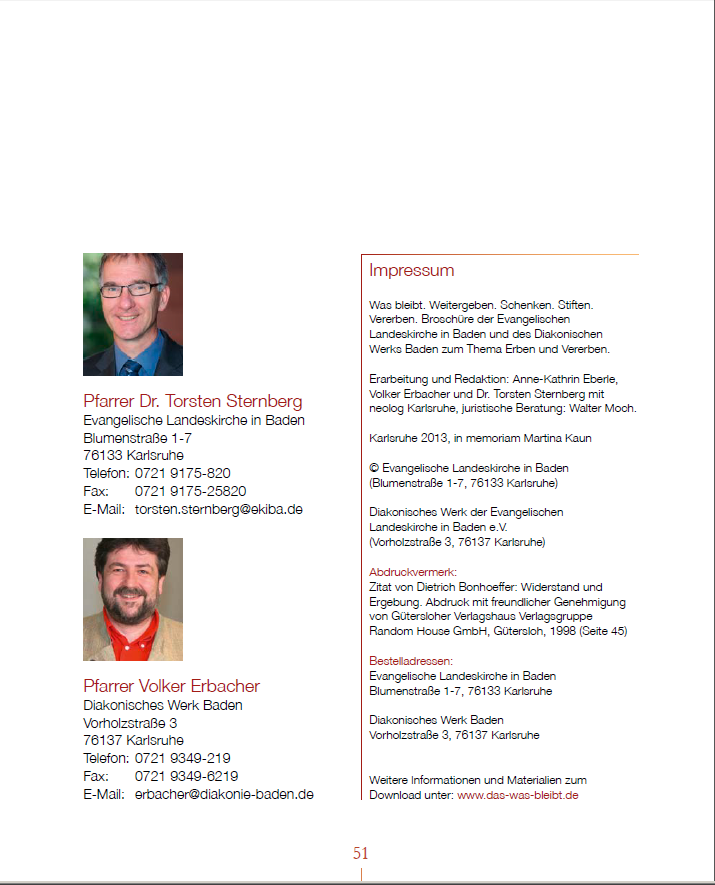 Pfarrer Dr. Torsten Sternberg
Evangelische Landeskirche in Baden
Blumenstraße 1-7
76133 Karlsruhe
Telefon: 0721 9175-820
Fax: 0721 9175-25820
E-Mail: torsten.sternberg@ekiba.de
Pfarrer Volker Erbacher
Diakonisches Werk Baden
Vorholzstraße 3
76137 Karlsruhe
Telefon: 0721 9349-219
Fax: 0721 9349-6219
E-Mail: erbacher@diakonie-baden.de
Impressum
Was bleibt. Weitergeben. Schenken. Stiften.
Vererben. Broschüre der Evangelischen
Landeskirche in Baden und des Diakonischen
Werks Baden zum Thema Erben und Vererben.
Erarbeitung und Redaktion: Anne-Kathrin Eberle,
Volker Erbacher und Dr. Torsten Sternberg mit
neolog Karlsruhe, juristische Beratung: Walter Moch.
Karlsruhe 2013, in memoriam Martina Kaun
© Evangelische Landeskirche in Baden
(Blumenstraße 1-7, 76133 Karlsruhe)
Diakonisches Werk der Evangelischen
Landeskirche in Baden e.V.
(Vorholzstraße 3, 76137 Karlsruhe)
Abdruckvermerk:
Zitat von Dietrich Bonhoeffer: Widerstand und
Ergebung. Abdruck mit freundlicher Genehmigung
von Gütersloher Verlagshaus Verlagsgruppe
Random House GmbH, Gütersloh, 1998 (Seite 45)
Bestelladressen:
Evangelische Landeskirche in Baden
Blumenstraße 1-7, 76133 Karlsruhe
Diakonisches Werk Baden
Vorholzstraße 3, 76137 Karlsruhe
Weitere Informationen und Materialien zum
Download unter: www.das-was-bleibt.de
51